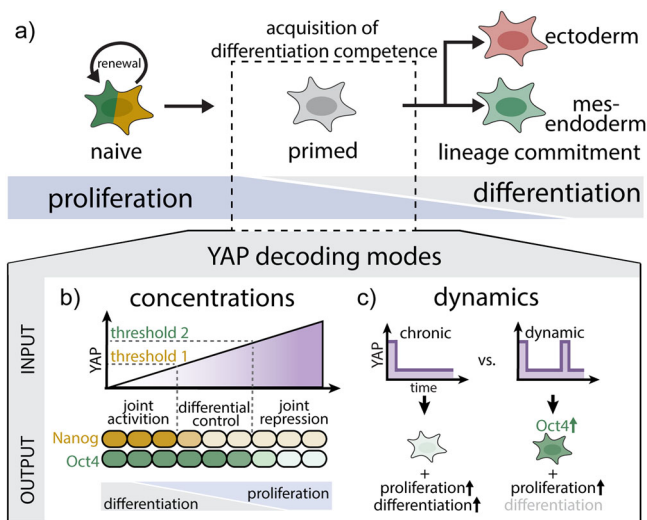 a)
acquisition of
differentiation competence
renewal
ectoderm
mes-
endoderm
naive
primed
lineage commitment
proliferation
differentiation
YAP decoding modes
b)
concentrations
c)
dynamics
INPUT
YAP
threshold 2
threshold 1
YAP
chronic
time
vs.
dynamic
joint
activition
differential
control
joint
repression
OUTPUT
Nanog
Oct4
differentiation
proliferation
+
proliferation↑
differentiation↑
Oct4↑
+
proliferation↑
differentiation